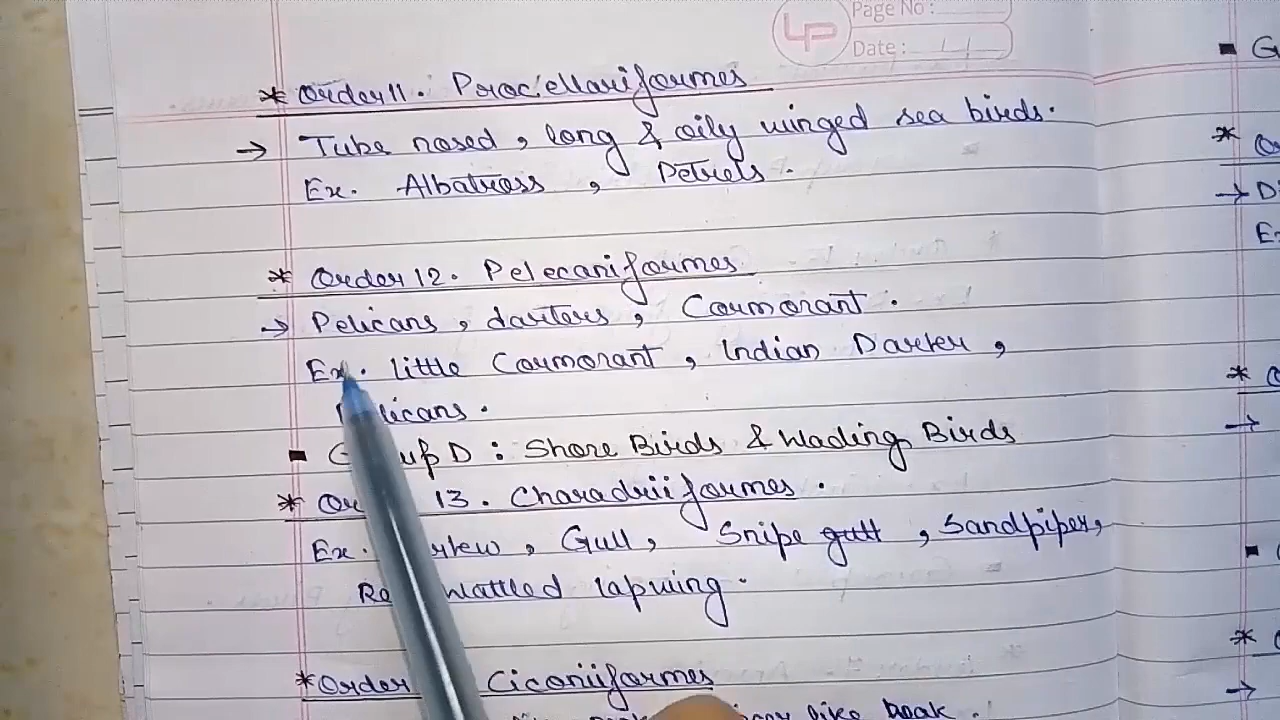 LP Page No:
Date:
* Order 11. Procellariformes
→ Tube nosed, long & oily winged sea birds.
Ex. Albatross, Petrels.
* Order 12. Pelecaniformes
→ Pelicans, darters, Cormorant.
Ex. little Cormorant, Indian Darter,
licans.
▪ G up D: Shore Birds & Wading Birds
* Or 13. Charadriiformes.
Ex. rlew, Gull, Snipe gull, Sandpiper,
Re wattled lapwing.
* Order Ciconiiformes
like beak.